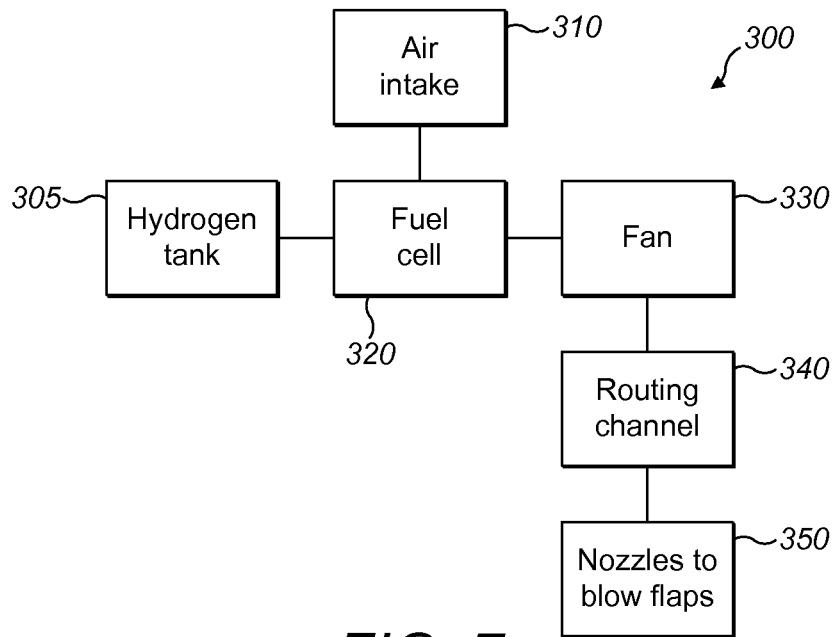 Air
intake
310
300
305
Hydrogen
tank
Fuel
cell
320
Fan
330
Routing
channel
340
Nozzles to
blow flaps
350
FIG.